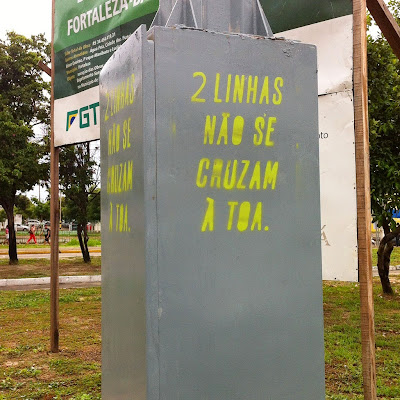 FORTALEZA
FGT
2 LINHAS
NÃO SE
CRUZAM
À TOA.
2 LINHAS
NÃO SE
CRUZAM
À TOA.